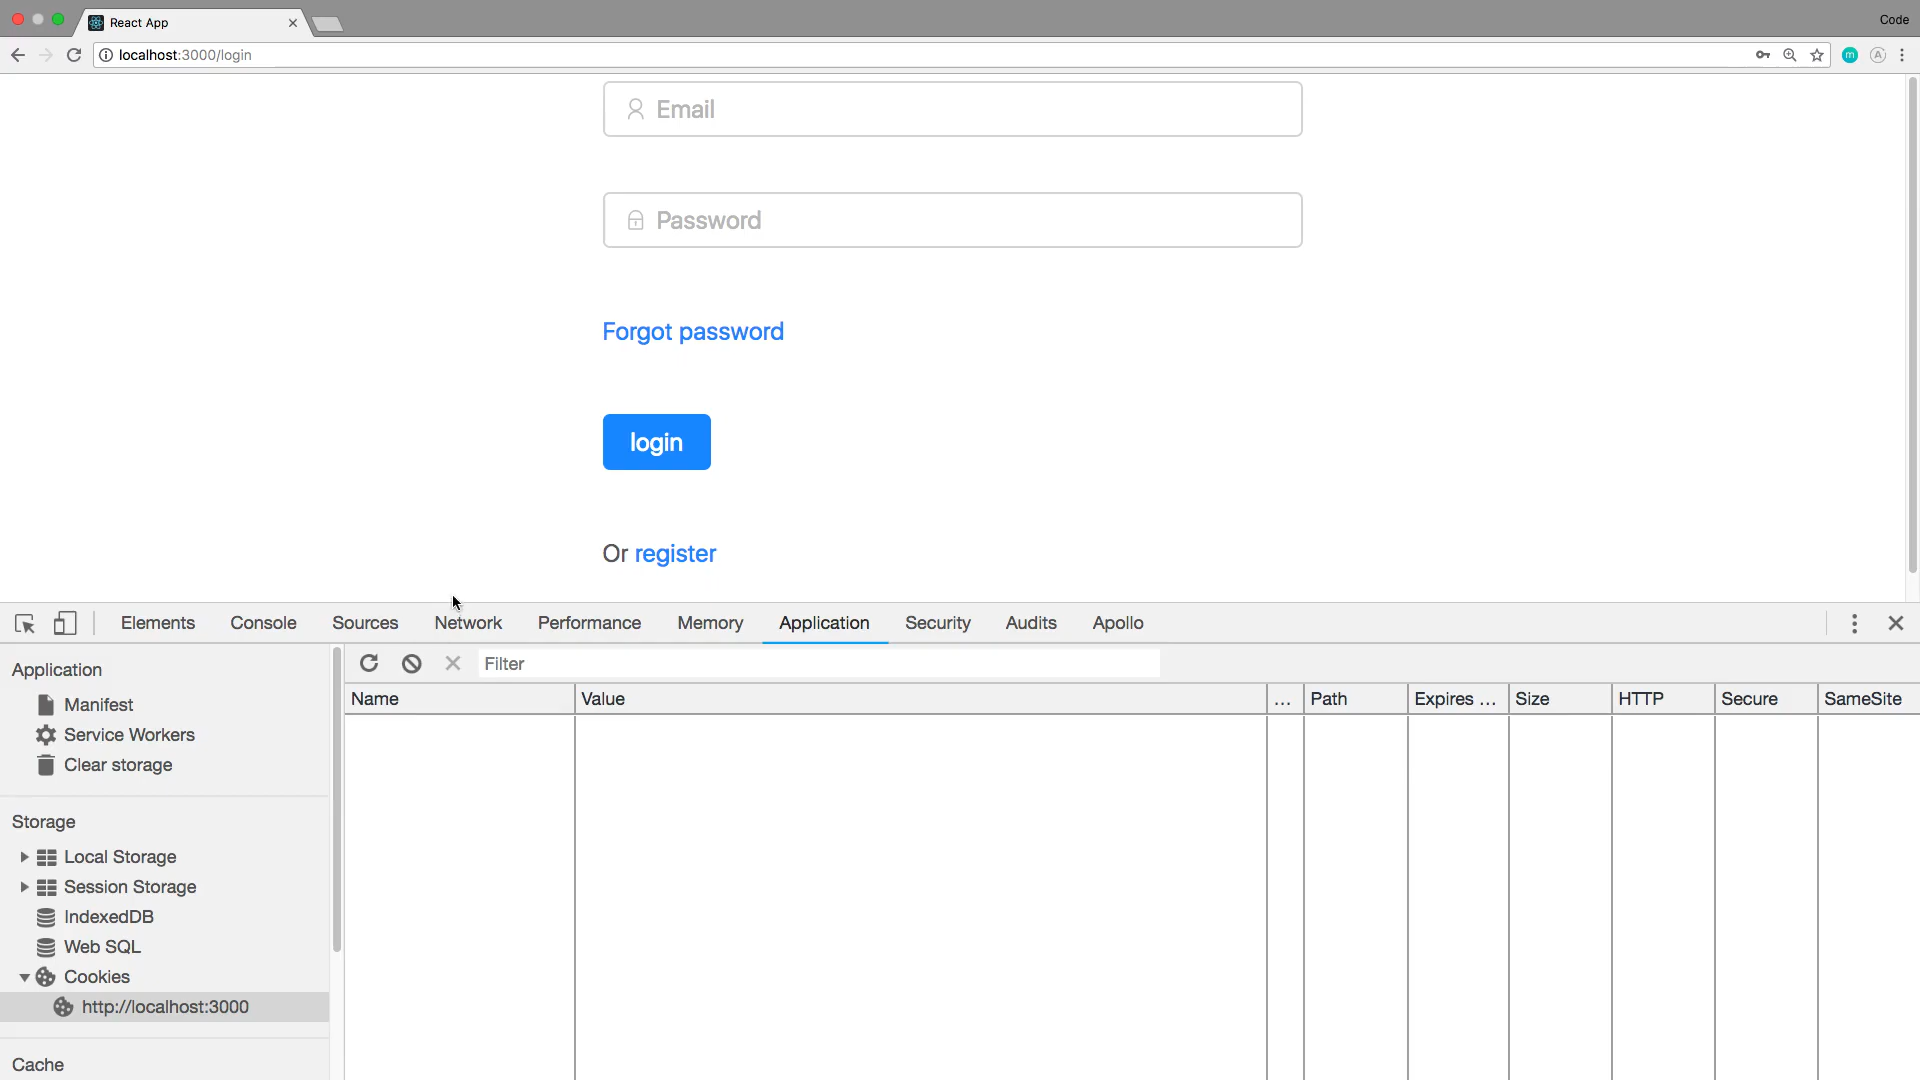 React App
Code
localhost:3000/login
m
A
Email
Password
Forgot password
login
Or register
Elements Console Sources Network Performance Memory Application Security Audits Apollo
Application
Manifest
Service Workers
Clear storage
Storage
Local Storage
Session Storage
IndexedDB
Web SQL
Cookies
http://localhost:3000
Cache
Filter
Name Value ... Path Expires ... Size HTTP Secure SameSite